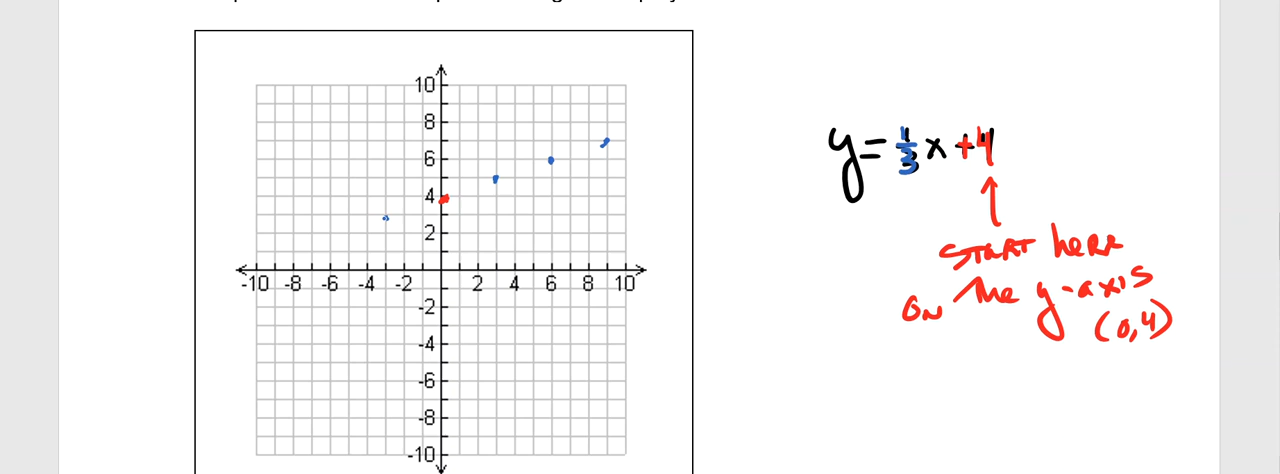 10
8
6
4
2
-10 -8 -6 -4 -2 2 4 6 8 10
-2
-4
-6
-8
-10
y = 1/3 x + 4
START here
on the y-axis
(0,4)